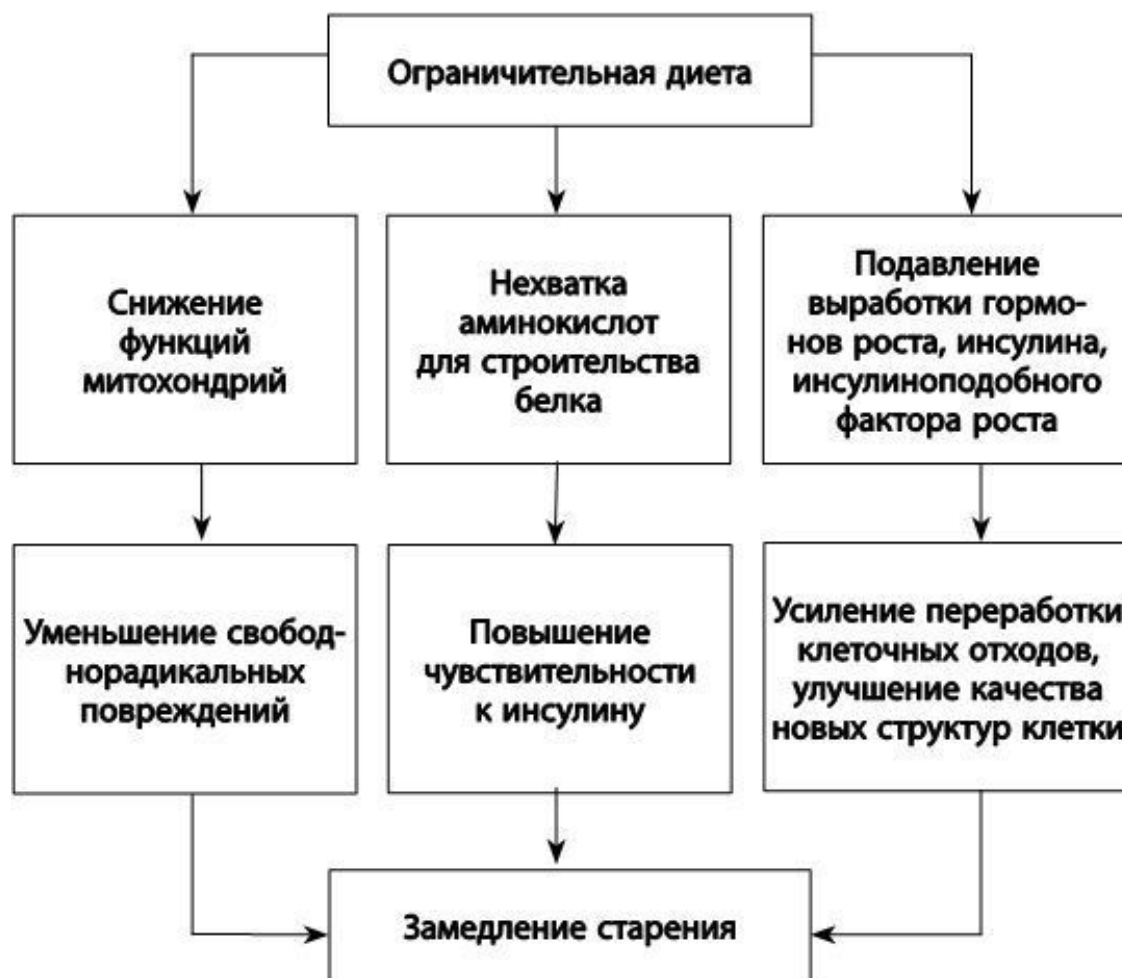 Ограничительная диета
Снижение
функций
митохондрий
Нехватка
аминокислот
для строительства
белка
Подавление
выработки гормо-
нов роста, инсулина,
инсулиноподобного
фактора роста
Уменьшение свобод-
норадикальных
повреждений
Повышение
чувствительности
к инсулину
Усиление переработки
клеточных отходов,
улучшение качества
новых структур клетки
Замедление старения